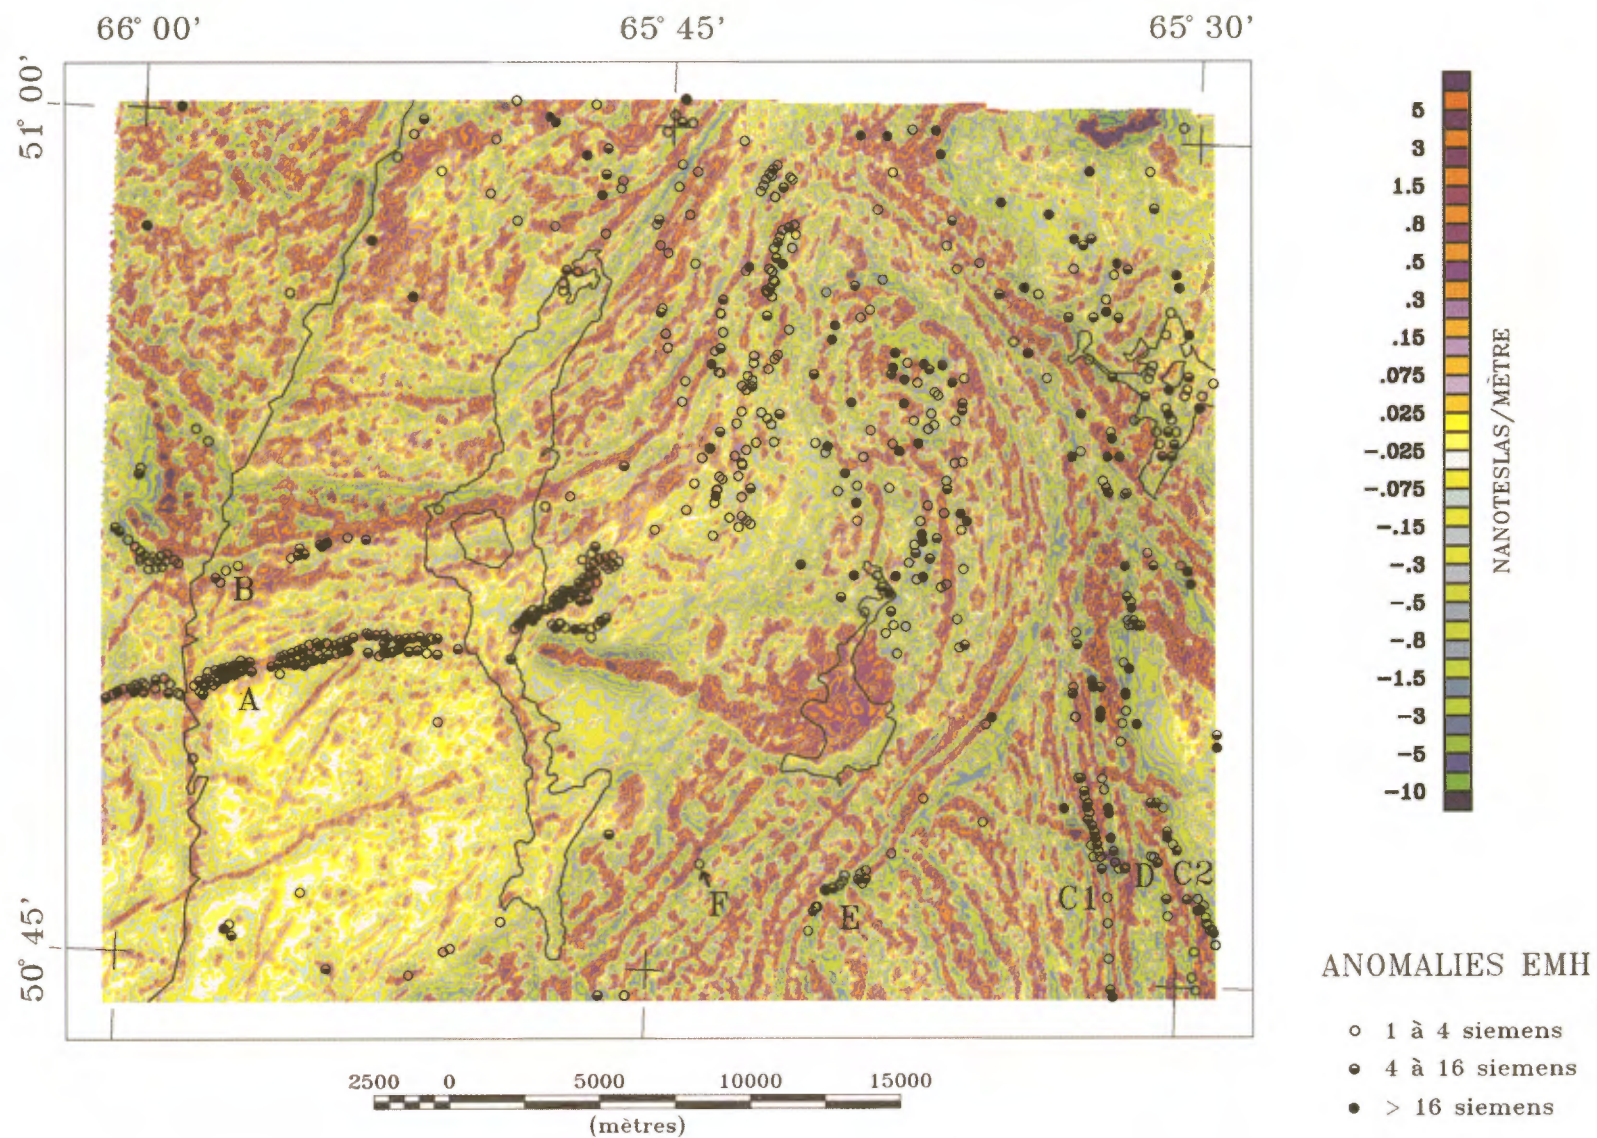 66° 00'
65° 45'
65° 30'
51° 00'
50° 45'
5
3
1.5
.8
.5
.3
.15
.075
.025
-.025
-.075
-.15
-.3
-.5
-.8
-1.5
-3
-5
-10
NANOTESLAS/MÈTRE
B
A
F
E
C1
D
C2
ANOMALIES EMH
1 à 4 siemens
4 à 16 siemens
> 16 siemens
2500 0 5000 10000 15000
(mètres)